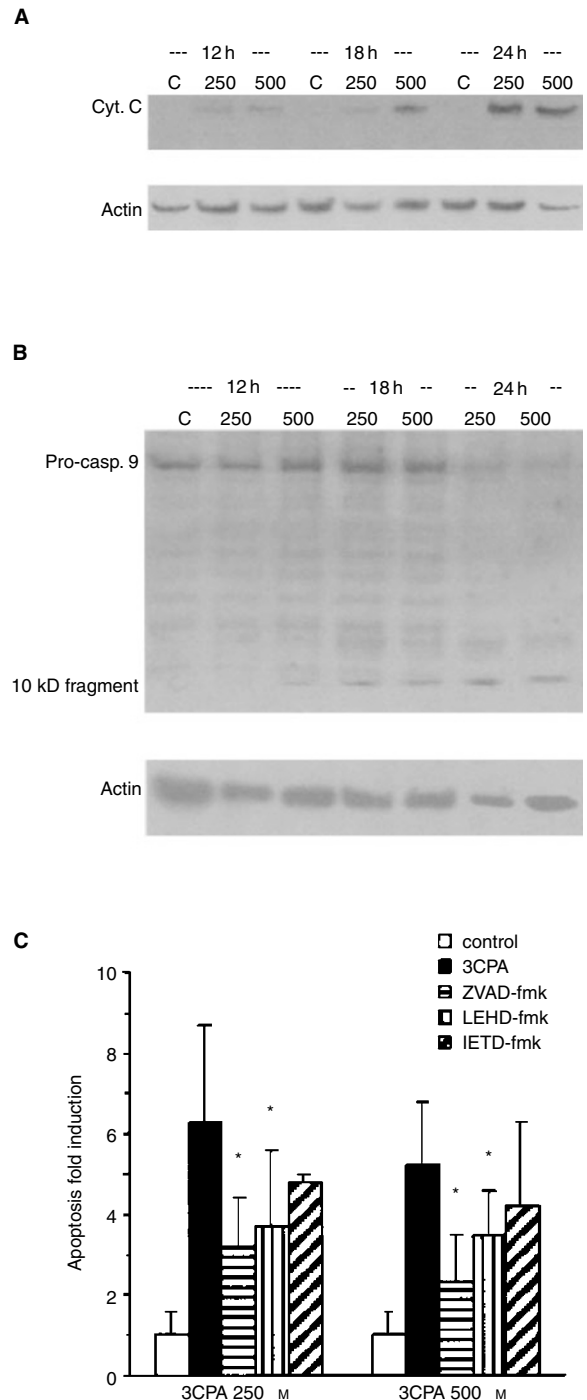 A
--- 12 h --- --- 18 h --- --- 24 h ---
C 250 500 C 250 500 C 250 500
Cyt. C
Actin
B
---- 12 h ---- -- 18 h -- -- 24 h --
C 250 500 250 500 250 500
Pro-casp. 9
10 kD fragment
Actin
C
control
3CPA
ZVAD-fmk
LEHD-fmk
IETD-fmk
10
8
6
4
2
0
Apoptosis fold induction
* *
* *
3CPA 250 M 3CPA 500 M